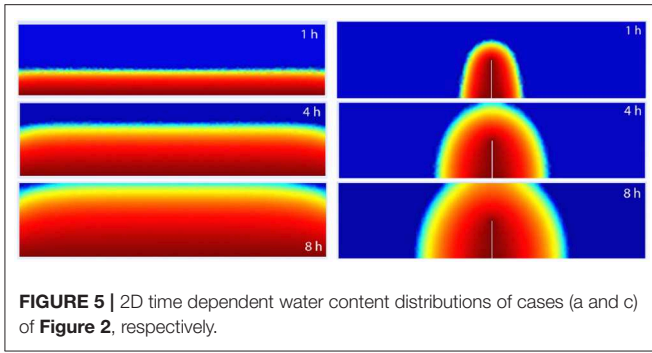 1 h
1 h
4 h
4 h
8 h
8 h
FIGURE 5 | 2D time dependent water content distributions of cases (a and c)
of Figure 2, respectively.